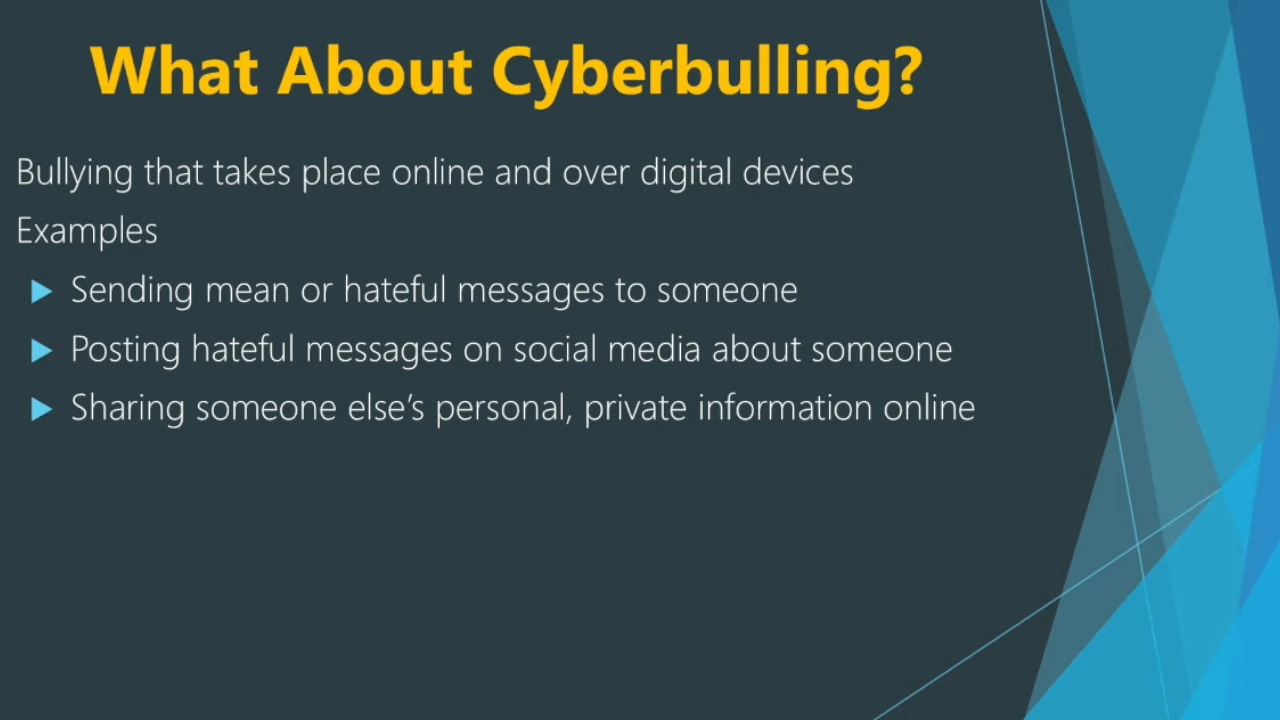 What About Cyberbulling?
Bullying that takes place online and over digital devices
Examples
Sending mean or hateful messages to someone
Posting hateful messages on social media about someone
Sharing someone else’s personal, private information online